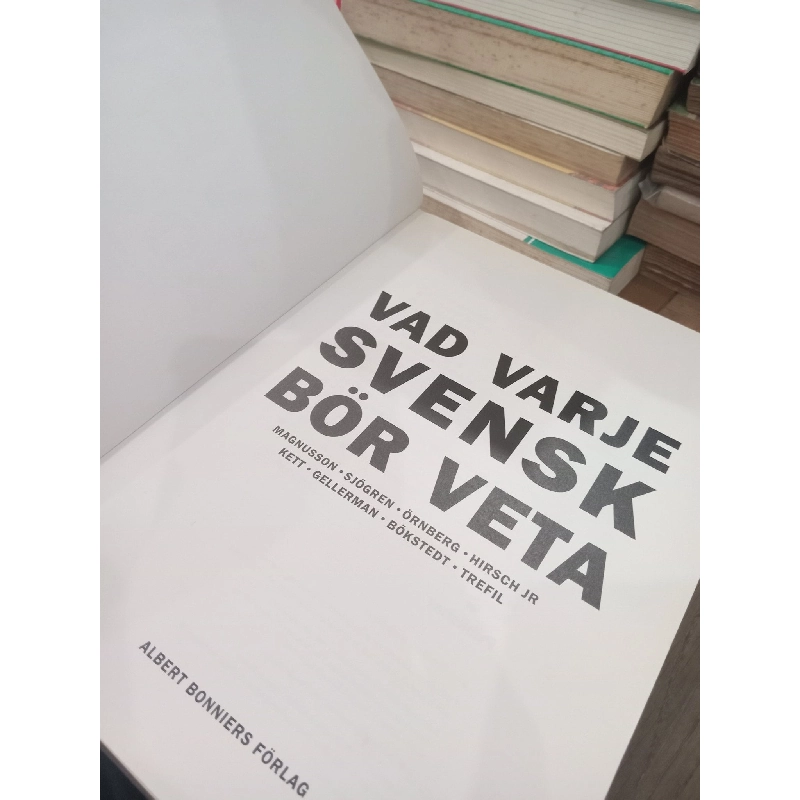 VAD VARJE
SVENSK
BÖR VETA
MAGNUSSON · SJÖGREN · ÖRNBERG · HIRSCH JR
KETT · GELLERMAN · BÖKSTEDT · TREFIL
ALBERT BONNIERS FÖRLAG